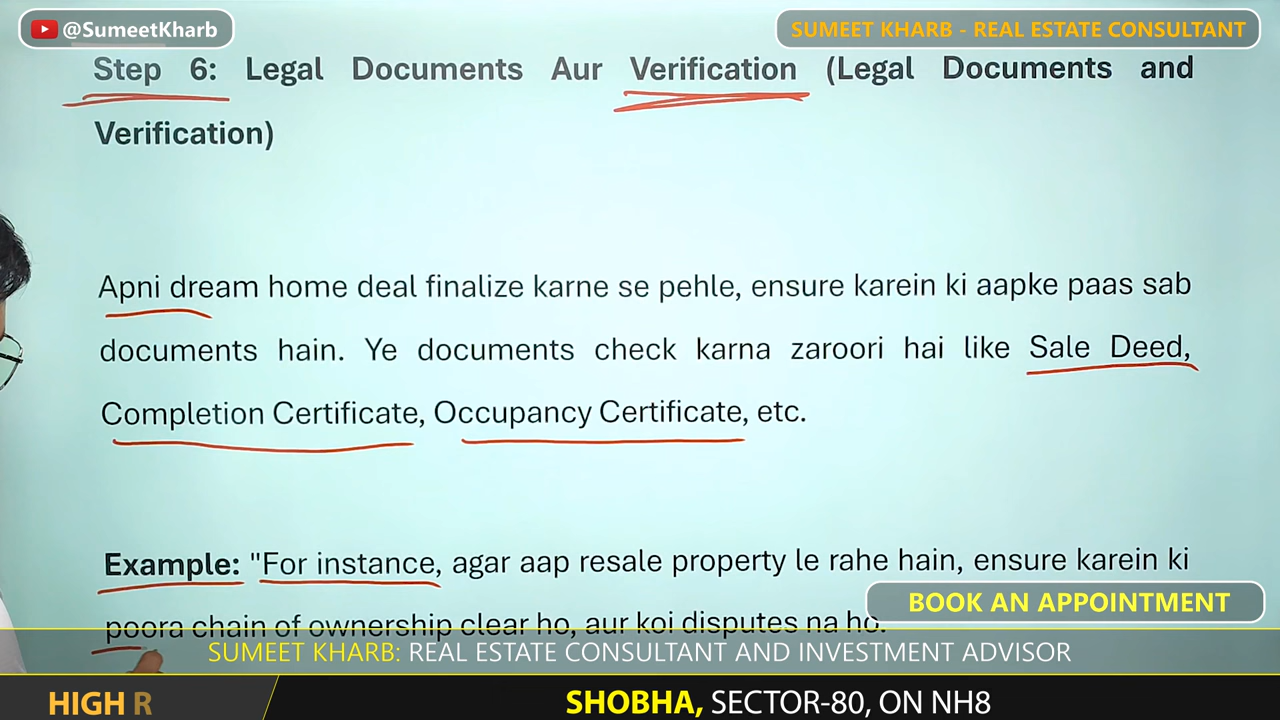 @SumeetKharb
SUMEET KHARB - REAL ESTATE CONSULTANT
Step 6: Legal Documents Aur Verification (Legal Documents and
Verification)
Apni dream home deal finalize karne se pehle, ensure karein ki aapke paas sab
documents hain. Ye documents check karna zaroori hai like Sale Deed,
Completion Certificate, Occupancy Certificate, etc.
Example: "For instance, agar aap resale property le rahe hain, ensure karein ki
poora chain of ownership clear ho, aur koi disputes na ho.
BOOK AN APPOINTMENT
SUMEET KHARB: REAL ESTATE CONSULTANT AND INVESTMENT ADVISOR
HIGH R
SHOBHA, SECTOR-80, ON NH8